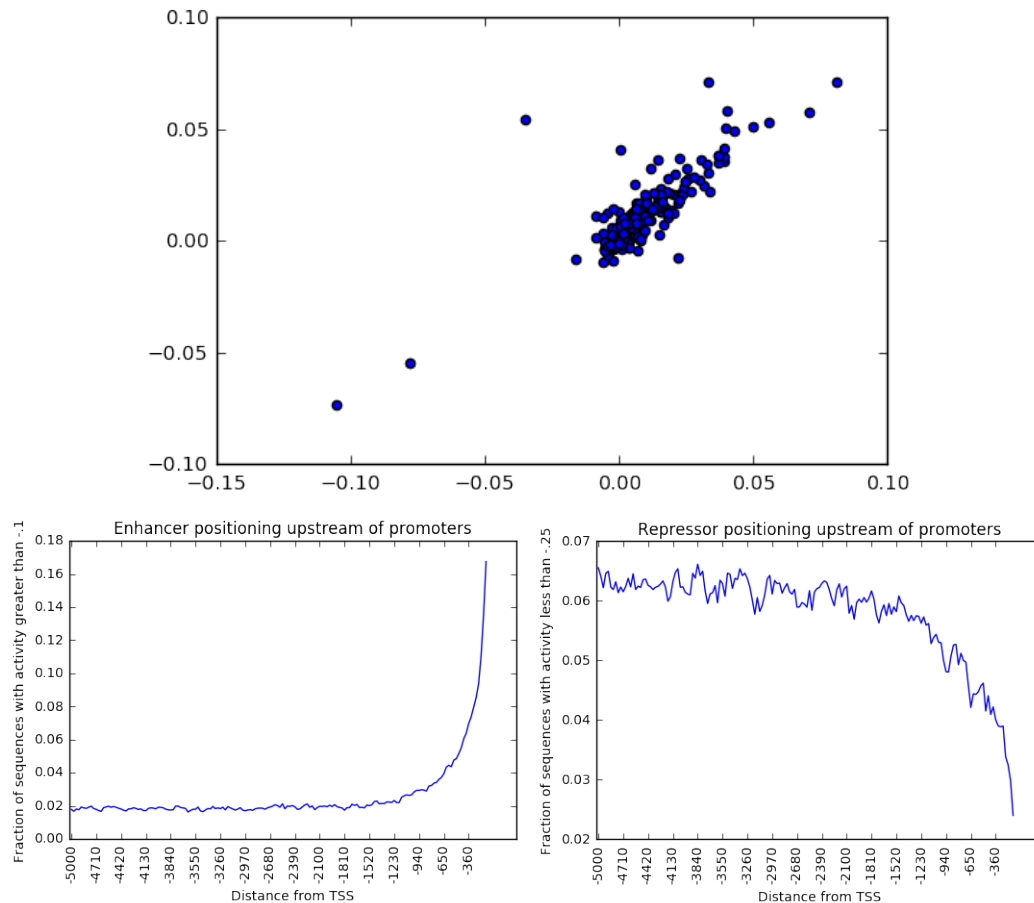 0.10
0.05
0.00
−0.05
−0.10
−0.15 −0.10 −0.05 0.00 0.05 0.10
Enhancer positioning upstream of promoters
Fraction of sequences with activity greater than -.1
0.18
0.16
0.14
0.12
0.10
0.08
0.06
0.04
0.02
0.00
-5000 -4710 -4420 -4130 -3840 -3550 -3260 -2970 -2680 -2390 -2100 -1810 -1520 -1230 -940 -650 -360
Distance from TSS
Repressor positioning upstream of promoters
Fraction of sequences with activity less than -.25
0.07
0.06
0.05
0.04
0.03
0.02
-5000 -4710 -4420 -4130 -3840 -3550 -3260 -2970 -2680 -2390 -2100 -1810 -1520 -1230 -940 -650 -360
Distance from TSS